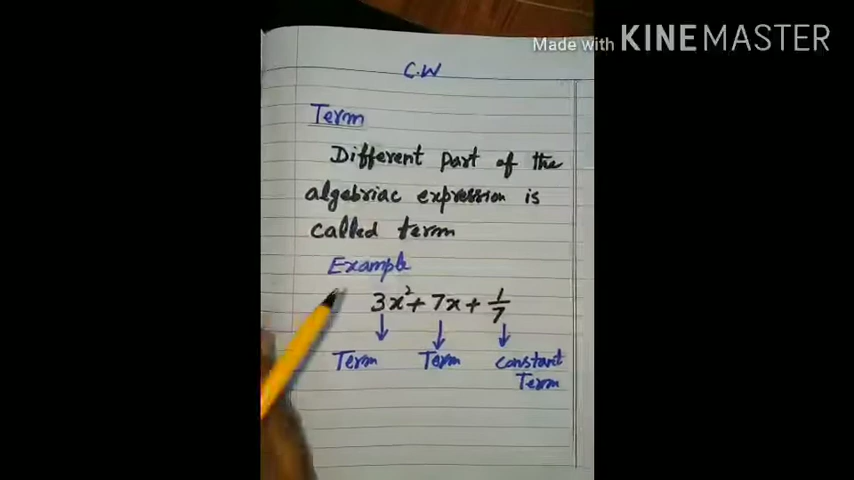 Made with KINEMASTER
C.W
Term
Different part of the
algebriac expression is
called term
Example
3x² + 7x + 1/7
Term Term constant
Term